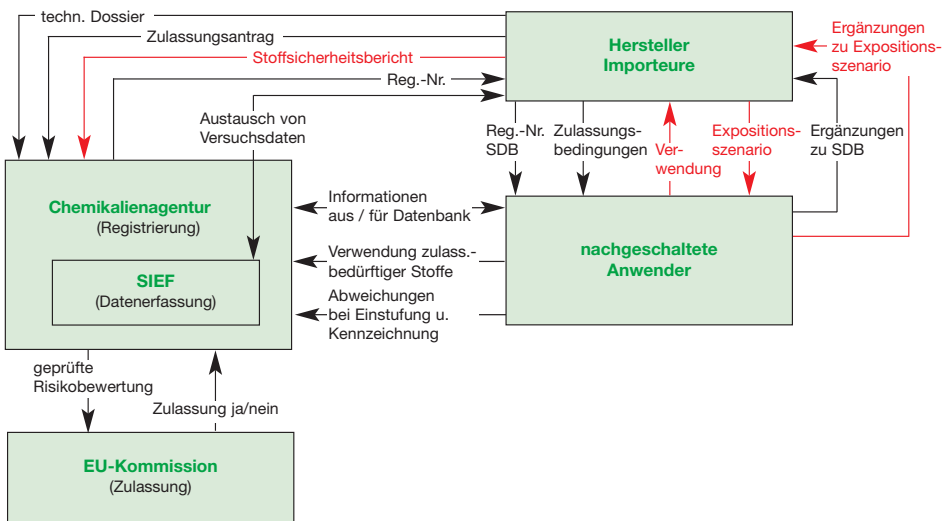 techn. Dossier
Zulassungsantrag
Stoffsicherheitsbericht
Reg.-Nr.
Austausch von
Versuchsdaten
Hersteller
Importeure
Ergänzungen
zu Expositions-
szenario
Reg.-Nr.
SDB
Zulassungs-
bedingungen
Ver-
wendung
Expositions-
szenario
Ergänzungen
zu SDB
Chemikalienagentur
(Registrierung)
SIEF
(Datenerfassung)
Informationen
aus / für Datenbank
Verwendung zulass.-
bedürftiger Stoffe
Abweichungen
bei Einstufung u.
Kennzeichnung
nachgeschaltete
Anwender
geprüfte
Risikobewertung
Zulassung ja/nein
EU-Kommission
(Zulassung)